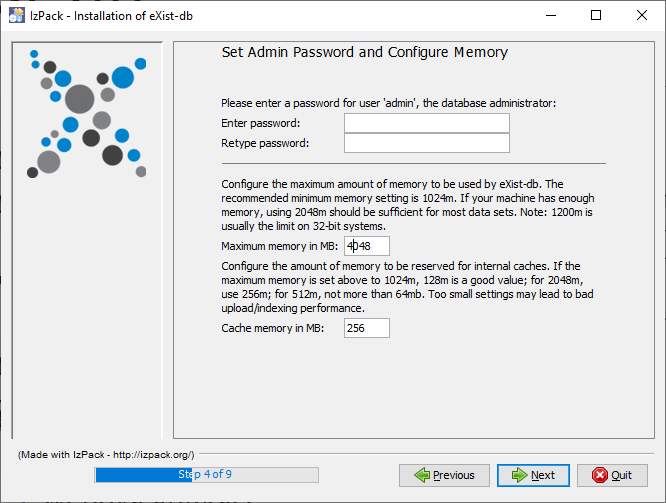 IzPack - Installation of eXist-db
Set Admin Password and Configure Memory
Please enter a password for user 'admin', the database administrator:
Enter password:
Retype password:
Configure the maximum amount of memory to be used by eXist-db. The
recommended minimum memory setting is 1024m. If your machine has enough
memory, using 2048m should be sufficient for most data sets. Note: 1200m is
usually the limit on 32-bit systems.
Maximum memory in MB: 4048
Configure the amount of memory to be reserved for internal caches. If the
maximum memory is set above to 1024m, 128m is a good value; for 2048m,
use 256m; for 512m, not more than 64mb. Too small settings may lead to bad
upload/indexing performance.
Cache memory in MB: 256
(Made with IzPack - http://izpack.org/)
Step 4 of 9
Previous
Next
Quit